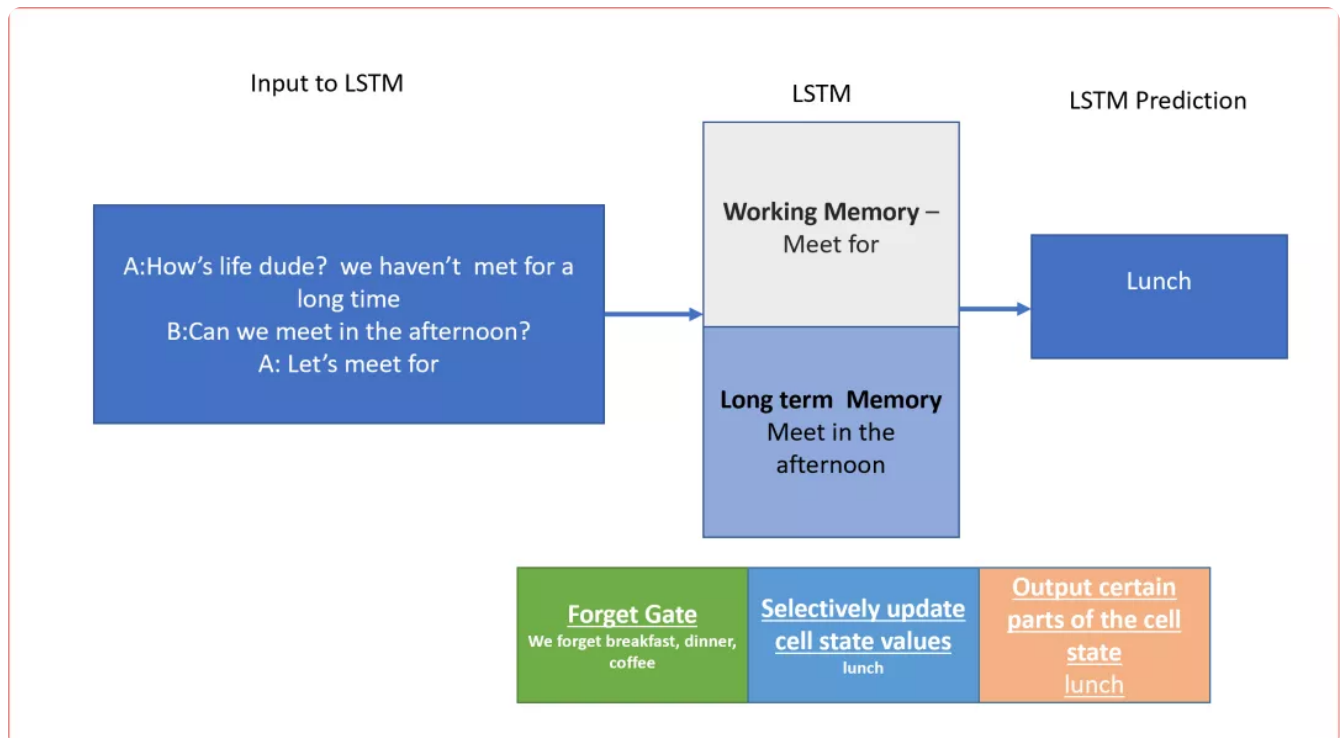 Input to LSTM
LSTM
LSTM Prediction
A:How's life dude?  we haven't  met for a
long time
B:Can we meet in the afternoon?
A: Let's meet for
Working Memory –
Meet for
Long term  Memory
Meet in the
afternoon
Lunch
Forget Gate
We forget breakfast, dinner,
coffee
Selectively update
cell state values
lunch
Output certain
parts of the cell
state
lunch